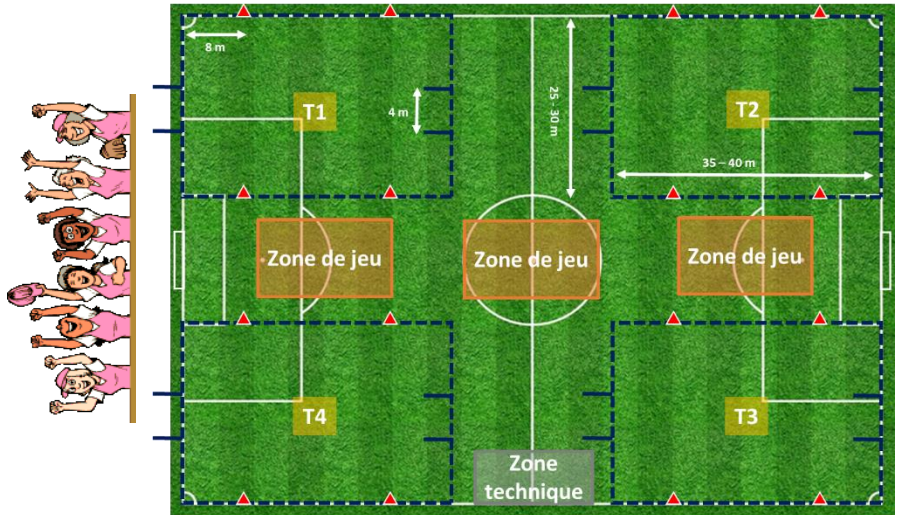 8 m
T1
4 m
25 - 30 m
T2
35 – 40 m
Zone de jeu
Zone de jeu
Zone de jeu
T4
T3
Zone
technique